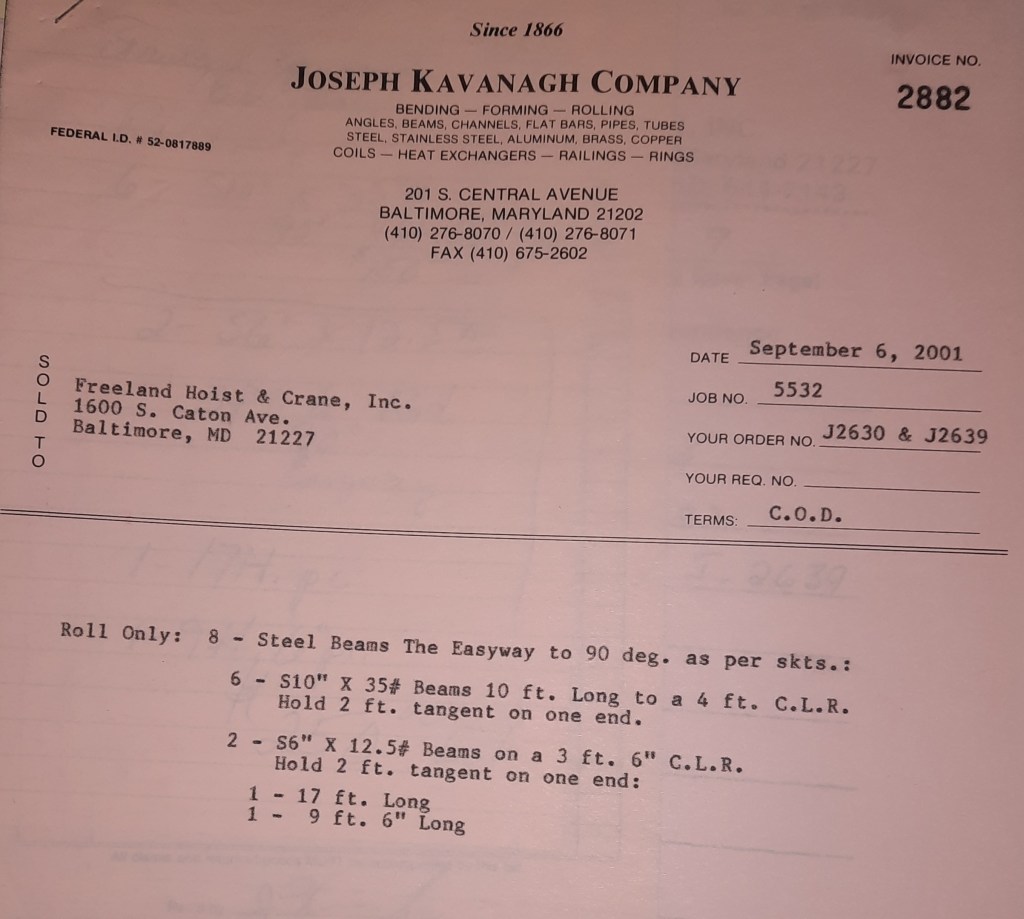 Since 1866
JOSEPH KAVANAGH COMPANY
BENDING — FORMING — ROLLING
ANGLES, BEAMS, CHANNELS, FLAT BARS, PIPES, TUBES
STEEL, STAINLESS STEEL, ALUMINUM, BRASS, COPPER
COILS — HEAT EXCHANGERS — RAILINGS — RINGS
201 S. CENTRAL AVENUE
BALTIMORE, MARYLAND 21202
(410) 276-8070 / (410) 276-8071
FAX (410) 675-2602
INVOICE NO.
2882
FEDERAL I.D. # 52-0817889
SOLD TO
Freeland Hoist & Crane, Inc.
1600 S. Caton Ave.
Baltimore, MD 21227
DATE September 6, 2001
JOB NO. 5532
YOUR ORDER NO. J2630 & J2639
YOUR REQ. NO.
TERMS: C.O.D.
Roll Only: 8 - Steel Beams The Easyway to 90 deg. as per skts.:
6 - S10" X 35# Beams 10 ft. Long to a 4 ft. C.L.R.
Hold 2 ft. tangent on one end.
2 - S6" X 12.5# Beams on a 3 ft. 6" C.L.R.
Hold 2 ft. tangent on one end:
1 - 17 ft. Long
1 - 9 ft. 6" Long